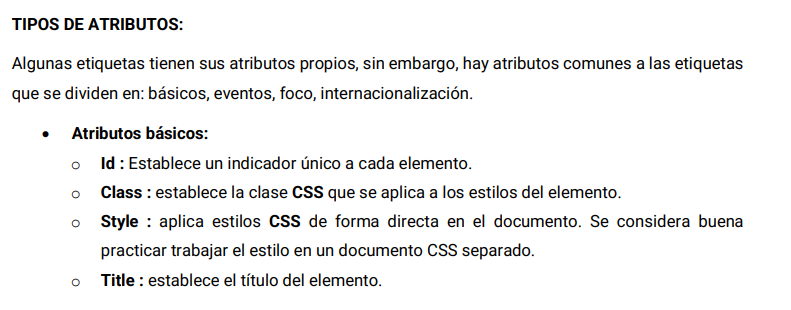 TIPOS DE ATRIBUTOS:
Algunas etiquetas tienen sus atributos propios, sin embargo, hay atributos comunes a las etiquetas
que se dividen en: básicos, eventos, foco, internacionalización.
• Atributos básicos:
o Id : Establece un indicador único a cada elemento.
o Class : establece la clase CSS que se aplica a los estilos del elemento.
o Style : aplica estilos CSS de forma directa en el documento. Se considera buena
practicar trabajar el estilo en un documento CSS separado.
o Title : establece el título del elemento.